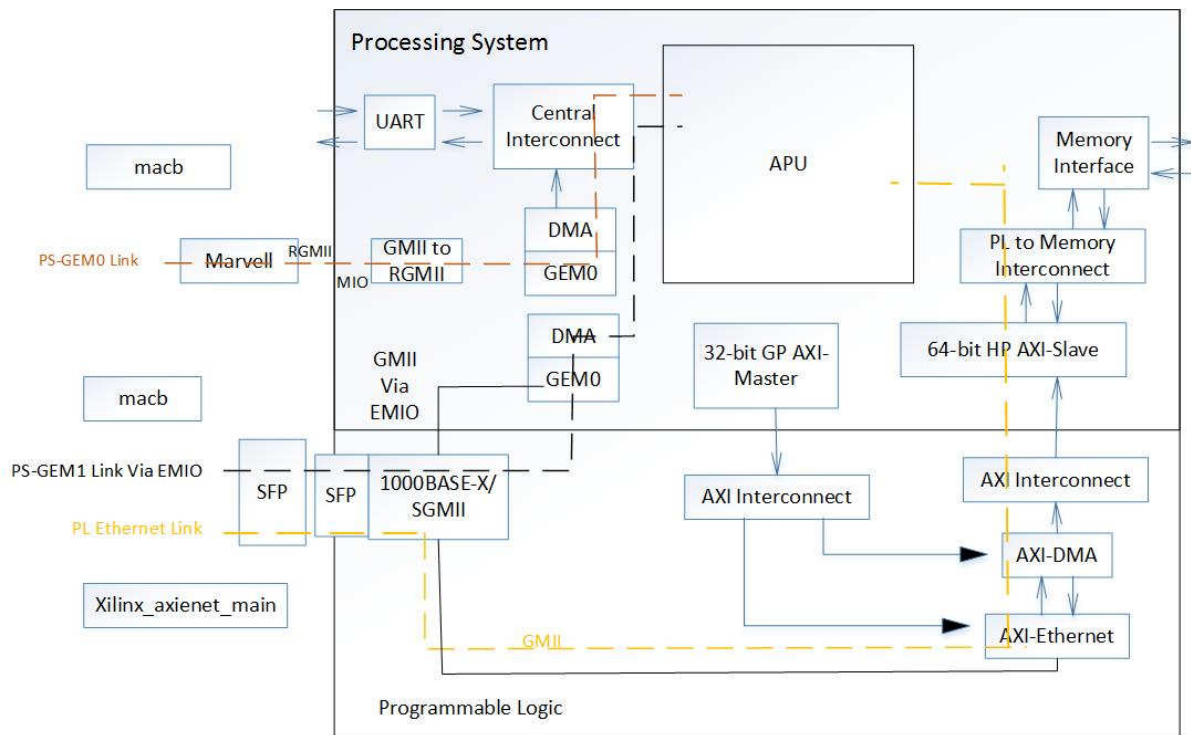 Processing System
UART
Central
Interconnect
APU
Memory
Interface
macb
DMA
GEM0
PS-GEM0 Link
Marvell
RGMII
MIO
GMII to
RGMII
PL to Memory
Interconnect
DMA
GEM0
GMII
Via
EMIO
32-bit GP AXI-
Master
64-bit HP AXI-Slave
macb
PS-GEM1 Link Via EMIO
SFP
SFP
1000BASE-X/
SGMII
AXI Interconnect
AXI Interconnect
PL Ethernet Link
AXI-DMA
Xilinx_axienet_main
GMII
AXI-Ethernet
Programmable Logic